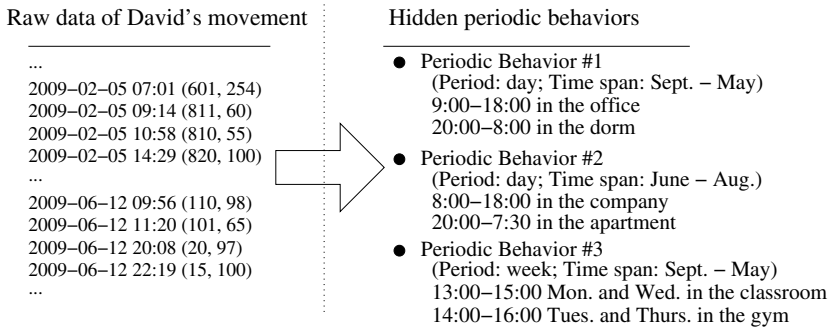 Raw data of David's movement
...
2009−02−05 07:01 (601, 254)
2009−02−05 09:14 (811, 60)
2009−02−05 10:58 (810, 55)
2009−02−05 14:29 (820, 100)
...
2009−06−12 09:56 (110, 98)
2009−06−12 11:20 (101, 65)
2009−06−12 20:08 (20, 97)
2009−06−12 22:19 (15, 100)
...
Hidden periodic behaviors
● Periodic Behavior #1
(Period: day; Time span: Sept. − May)
9:00−18:00 in the office
20:00−8:00 in the dorm
● Periodic Behavior #2
(Period: day; Time span: June − Aug.)
8:00−18:00 in the company
20:00−7:30 in the apartment
● Periodic Behavior #3
(Period: week; Time span: Sept. − May)
13:00−15:00 Mon. and Wed. in the classroom
14:00−16:00 Tues. and Thurs. in the gym